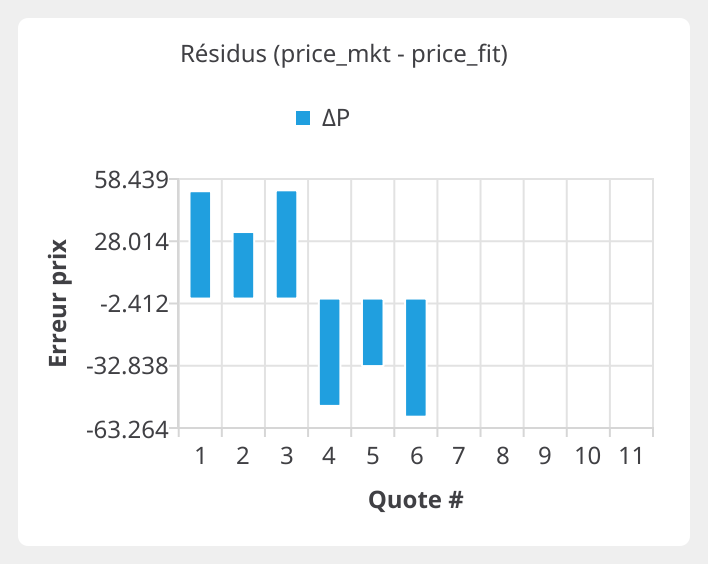 Résidus (price_mkt - price_fit)
ΔP
58.439
28.014
-2.412
-32.838
-63.264
Erreur prix
1 2 3 4 5 6 7 8 9 10 11
Quote #